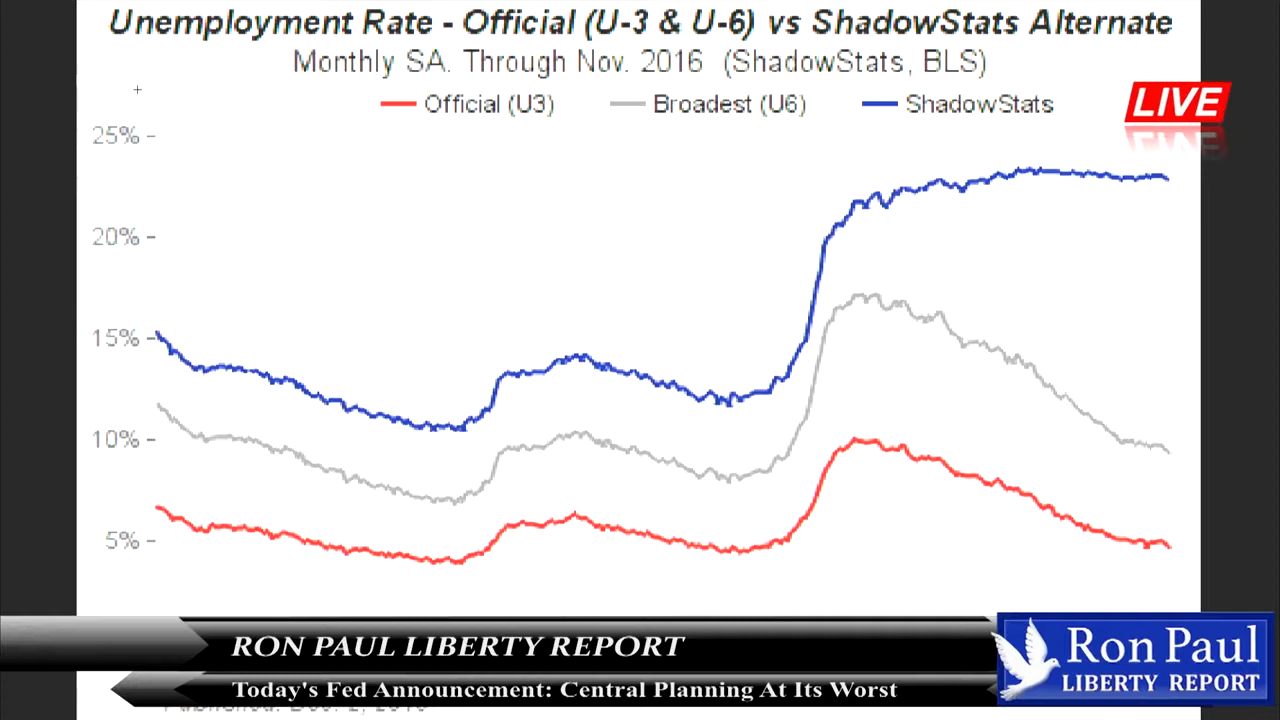 Unemployment Rate - Official (U-3 & U-6) vs ShadowStats Alternate
Monthly SA. Through Nov. 2016 (ShadowStats, BLS)
Official (U3) Broadest (U6) ShadowStats
LIVE
25%
20%
15%
10%
5%
RON PAUL LIBERTY REPORT
Today's Fed Announcement: Central Planning At Its Worst
Ron Paul
LIBERTY REPORT